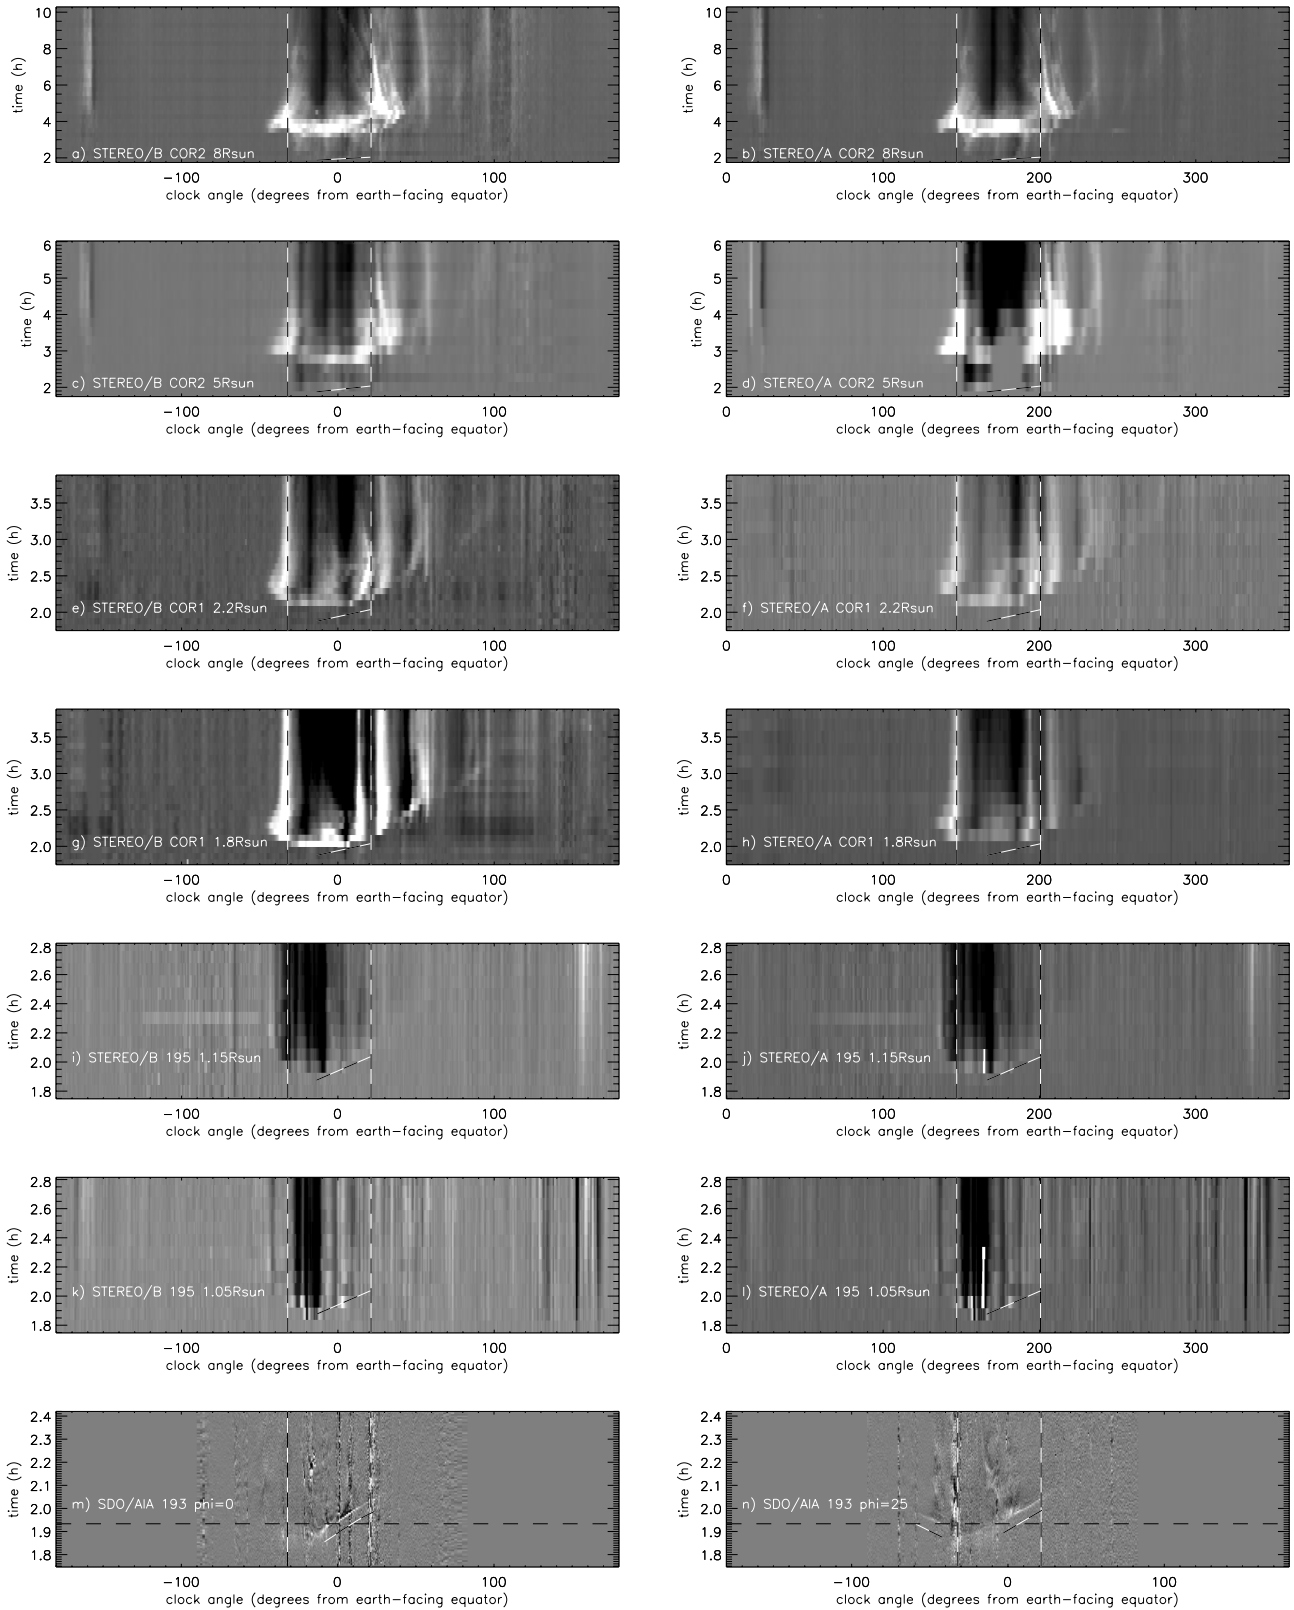 10
8
6
4
2
time (h)
a) STEREO/B COR2 8Rsun
−100 0 100
clock angle (degrees from earth−facing equator)
10
8
6
4
2
time (h)
b) STEREO/A COR2 8Rsun
0 100 200 300
clock angle (degrees from earth−facing equator)
6
5
4
3
2
time (h)
c) STEREO/B COR2 5Rsun
−100 0 100
clock angle (degrees from earth−facing equator)
6
5
4
3
2
time (h)
d) STEREO/A COR2 5Rsun
0 100 200 300
clock angle (degrees from earth−facing equator)
3.5
3.0
2.5
2.0
time (h)
e) STEREO/B COR1 2.2Rsun
−100 0 100
clock angle (degrees from earth−facing equator)
3.5
3.0
2.5
2.0
time (h)
f) STEREO/A COR1 2.2Rsun
0 100 200 300
clock angle (degrees from earth−facing equator)
3.5
3.0
2.5
2.0
time (h)
g) STEREO/B COR1 1.8Rsun
−100 0 100
clock angle (degrees from earth−facing equator)
3.5
3.0
2.5
2.0
time (h)
h) STEREO/A COR1 1.8Rsun
0 100 200 300
clock angle (degrees from earth−facing equator)
2.8
2.6
2.4
2.2
2.0
1.8
time (h)
i) STEREO/B 195 1.15Rsun
−100 0 100
clock angle (degrees from earth−facing equator)
2.8
2.6
2.4
2.2
2.0
1.8
time (h)
j) STEREO/A 195 1.15Rsun
0 100 200 300
clock angle (degrees from earth−facing equator)
2.8
2.6
2.4
2.2
2.0
1.8
time (h)
k) STEREO/B 195 1.05Rsun
−100 0 100
clock angle (degrees from earth−facing equator)
2.8
2.6
2.4
2.2
2.0
1.8
time (h)
l) STEREO/A 195 1.05Rsun
0 100 200 300
clock angle (degrees from earth−facing equator)
2.4
2.3
2.2
2.1
2.0
1.9
1.8
time (h)
m) SDO/AIA 193 phi=0
−100 0 100
clock angle (degrees from earth−facing equator)
2.4
2.3
2.2
2.1
2.0
1.9
1.8
time (h)
n) SDO/AIA 193 phi=25
−100 0 100
clock angle (degrees from earth−facing equator)